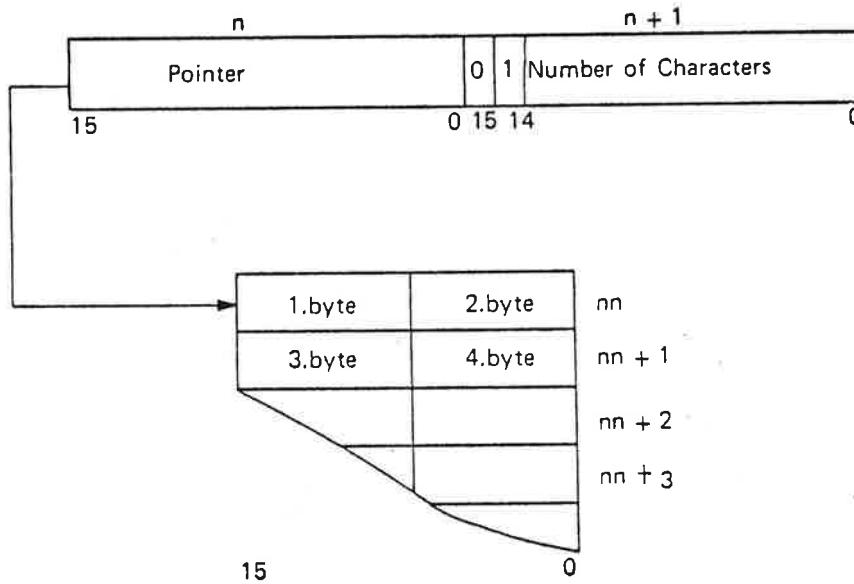 n n + 1
Pointer 0 1 Number of Characters
15 0 15 14 0
1.byte 2.byte nn
3.byte 4.byte nn + 1
nn + 2
nn + 3
15 0